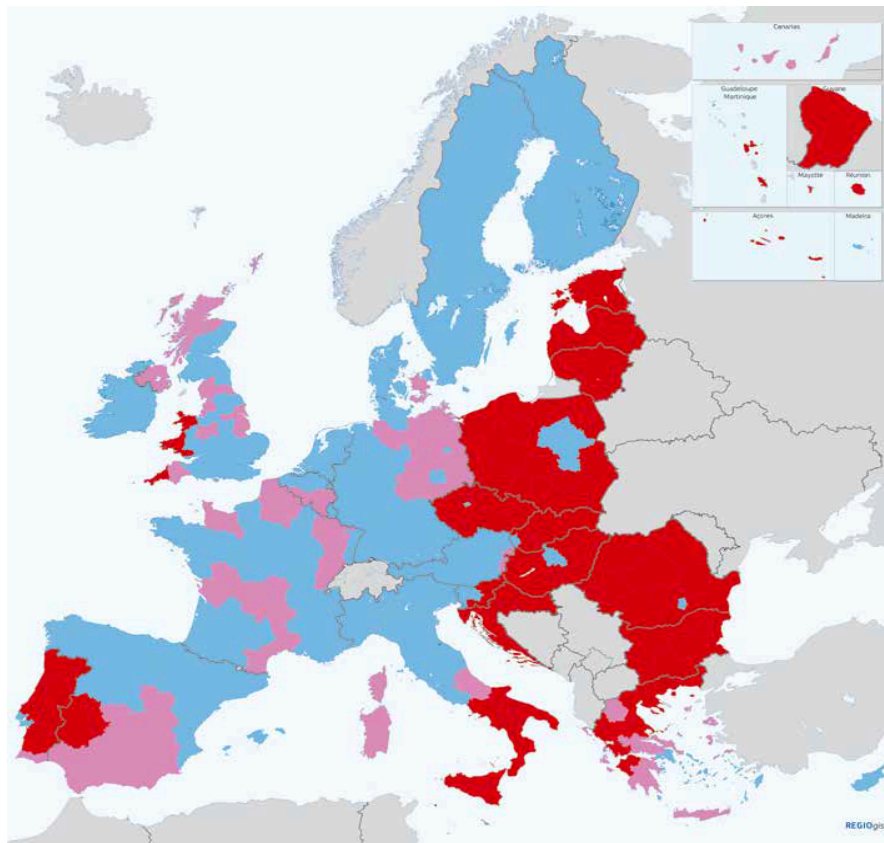 Canarias
Guadeloupe
Martinique
Guyane
Mayotte
Réunion
Açores
Madeira
REGIOgis